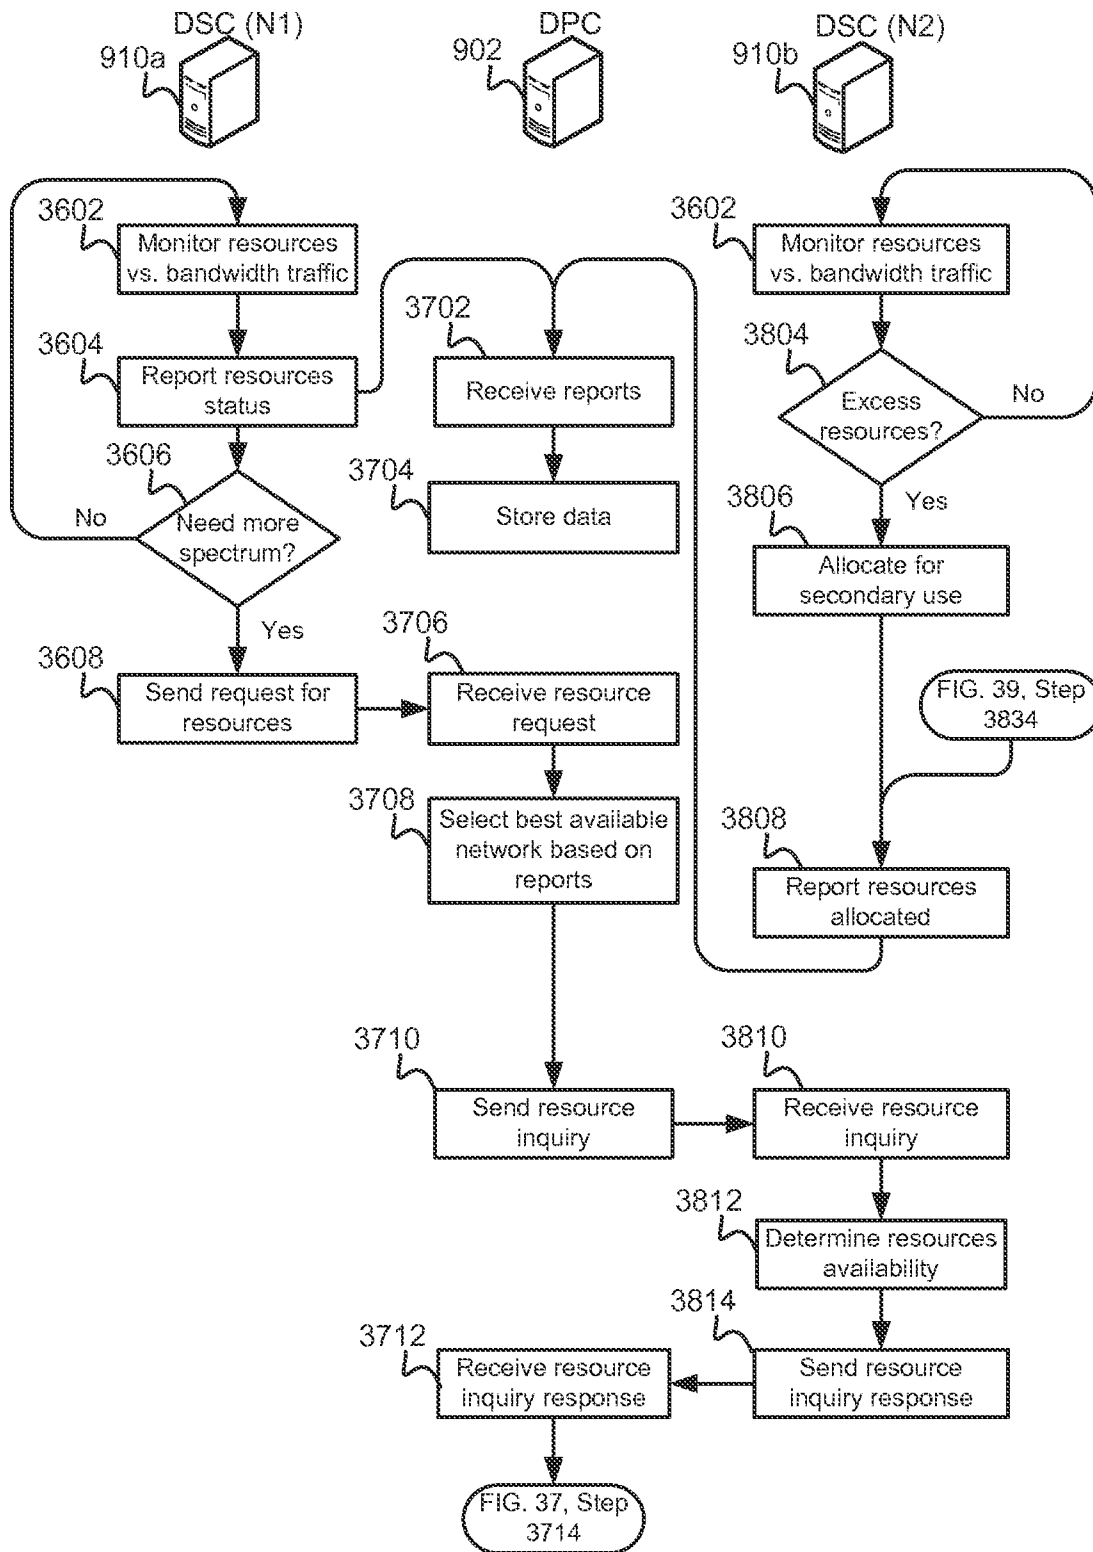 DSC (N1)
DPC
DSC (N2)
910a
902
910b
3602
Monitor resources
vs. bandwidth traffic
3602
Monitor resources
vs. bandwidth traffic
3604
Report resources
status
3702
Receive reports
3804
Excess
resources?
No
Yes
3606
Need more
spectrum?
No
Yes
3704
Store data
3806
Allocate for
secondary use
3608
Send request for
resources
3706
Receive resource
request
FIG. 39, Step
3834
3708
Select best available
network based on
reports
3808
Report resources
allocated
3710
Send resource
inquiry
3810
Receive resource
inquiry
3812
Determine resources
availability
3814
Send resource
inquiry response
3712
Receive resource
inquiry response
FIG. 37, Step
3714